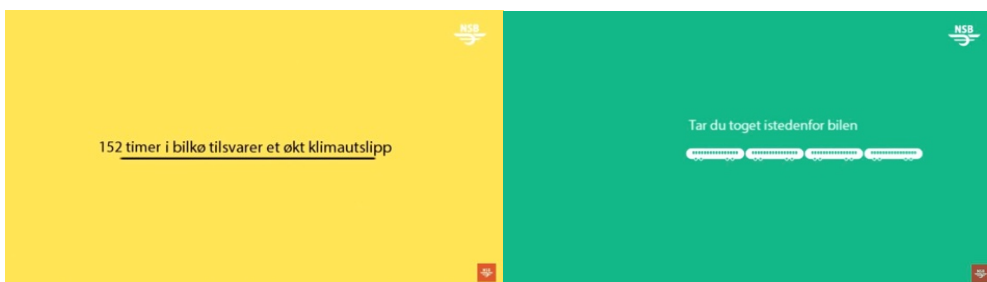 NSB
152 timer i bilkø tilsvarer et økt klimautslipp
NSB
Tar du toget istedenfor bilen